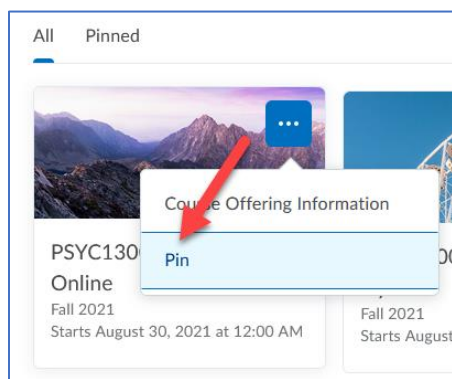 All Pinned
Course Offering Information
Pin
PSYC130
Online
Fall 2021
Starts August 30, 2021 at 12:00 AM
Fall 2021
Starts August